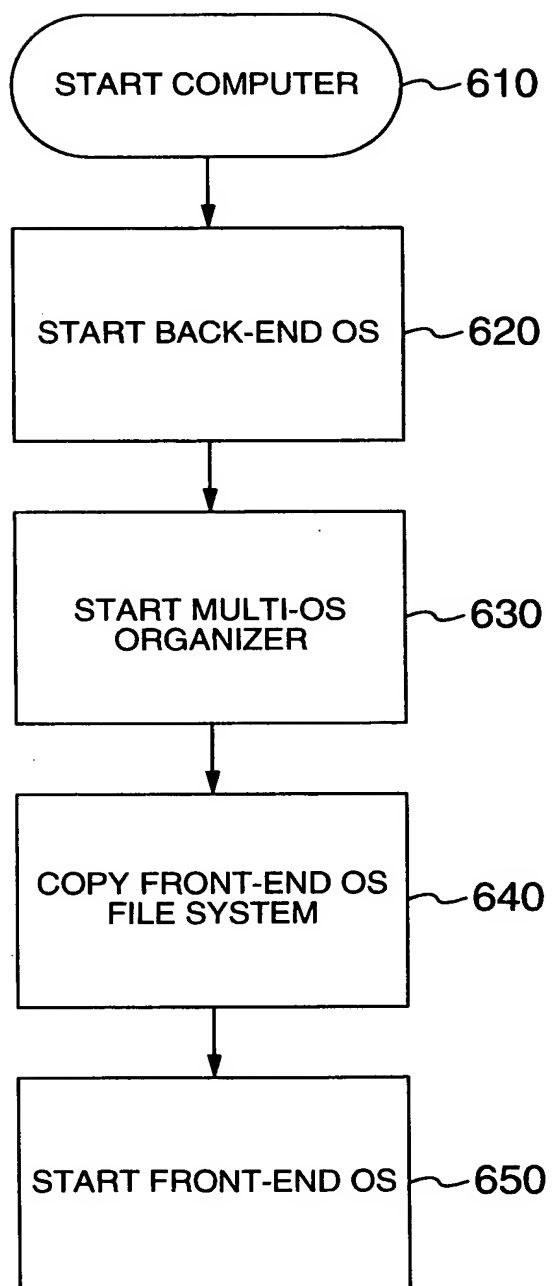 START COMPUTER
610
START BACK-END OS
620
START MULTI-OS
ORGANIZER
630
COPY FRONT-END OS
FILE SYSTEM
640
START FRONT-END OS
650